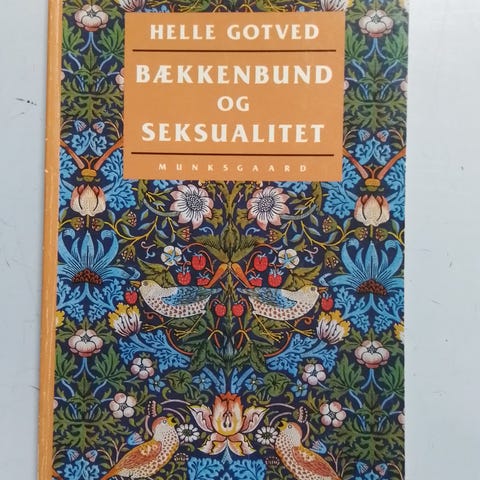 HELLE GOTVED
BÆKKENBUND
OG
SEKSUALITET
MUNKSGAARD